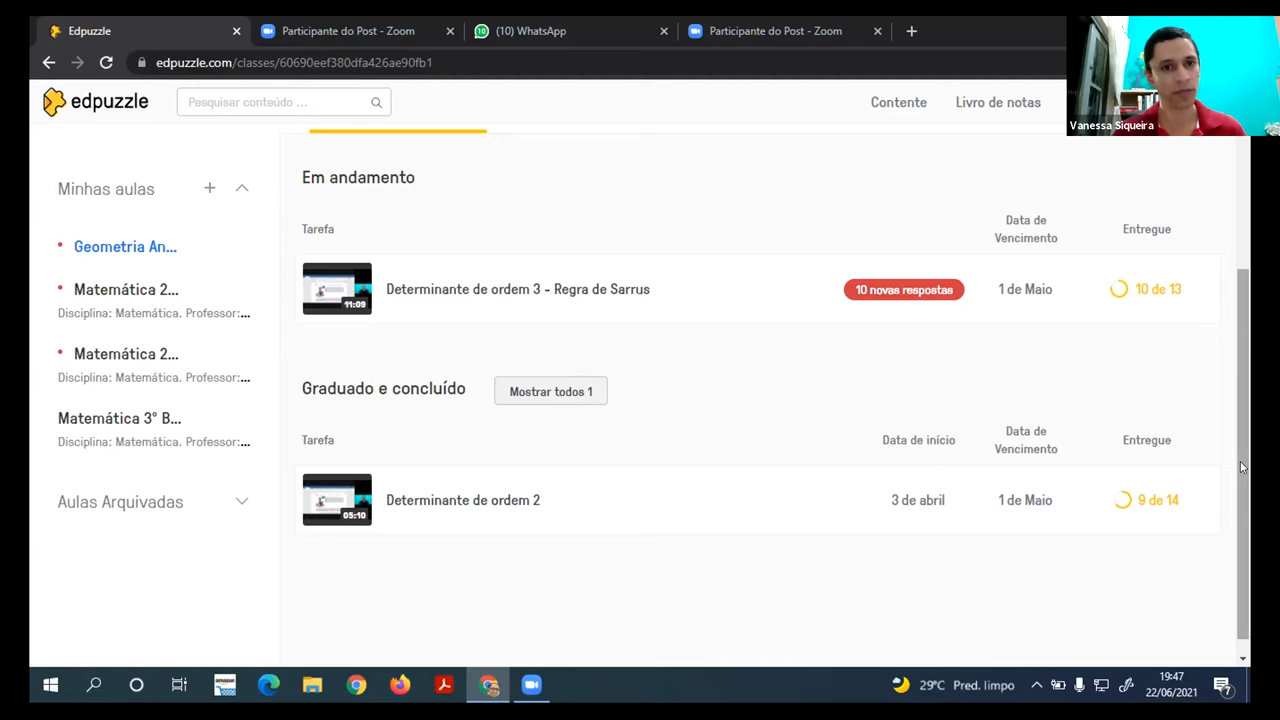 Edpuzzle
Participante do Post - Zoom
(10) WhatsApp
Participante do Post - Zoom
edpuzzle.com/classes/60690eef380dfa426ae90fb1
edpuzzle
Pesquisar conteúdo ...
Contente
Livro de notas
Vanessa Siqueira
Minhas aulas
Geometria An...
Matemática 2...
Disciplina: Matemática. Professor:...
Matemática 2...
Disciplina: Matemática. Professor:...
Matemática 3º B...
Disciplina: Matemática. Professor:...
Aulas Arquivadas
Em andamento
Tarefa
Data de
Vencimento
Entregue
11:09
Determinante de ordem 3 - Regra de Sarrus
10 novas respostas
1 de Maio
10 de 13
Graduado e concluído
Mostrar todos 1
Tarefa
Data de início
Data de
Vencimento
Entregue
05:10
Determinante de ordem 2
3 de abril
1 de Maio
9 de 14
amazon
29°C Pred. limpo
19:47
22/06/2021
7